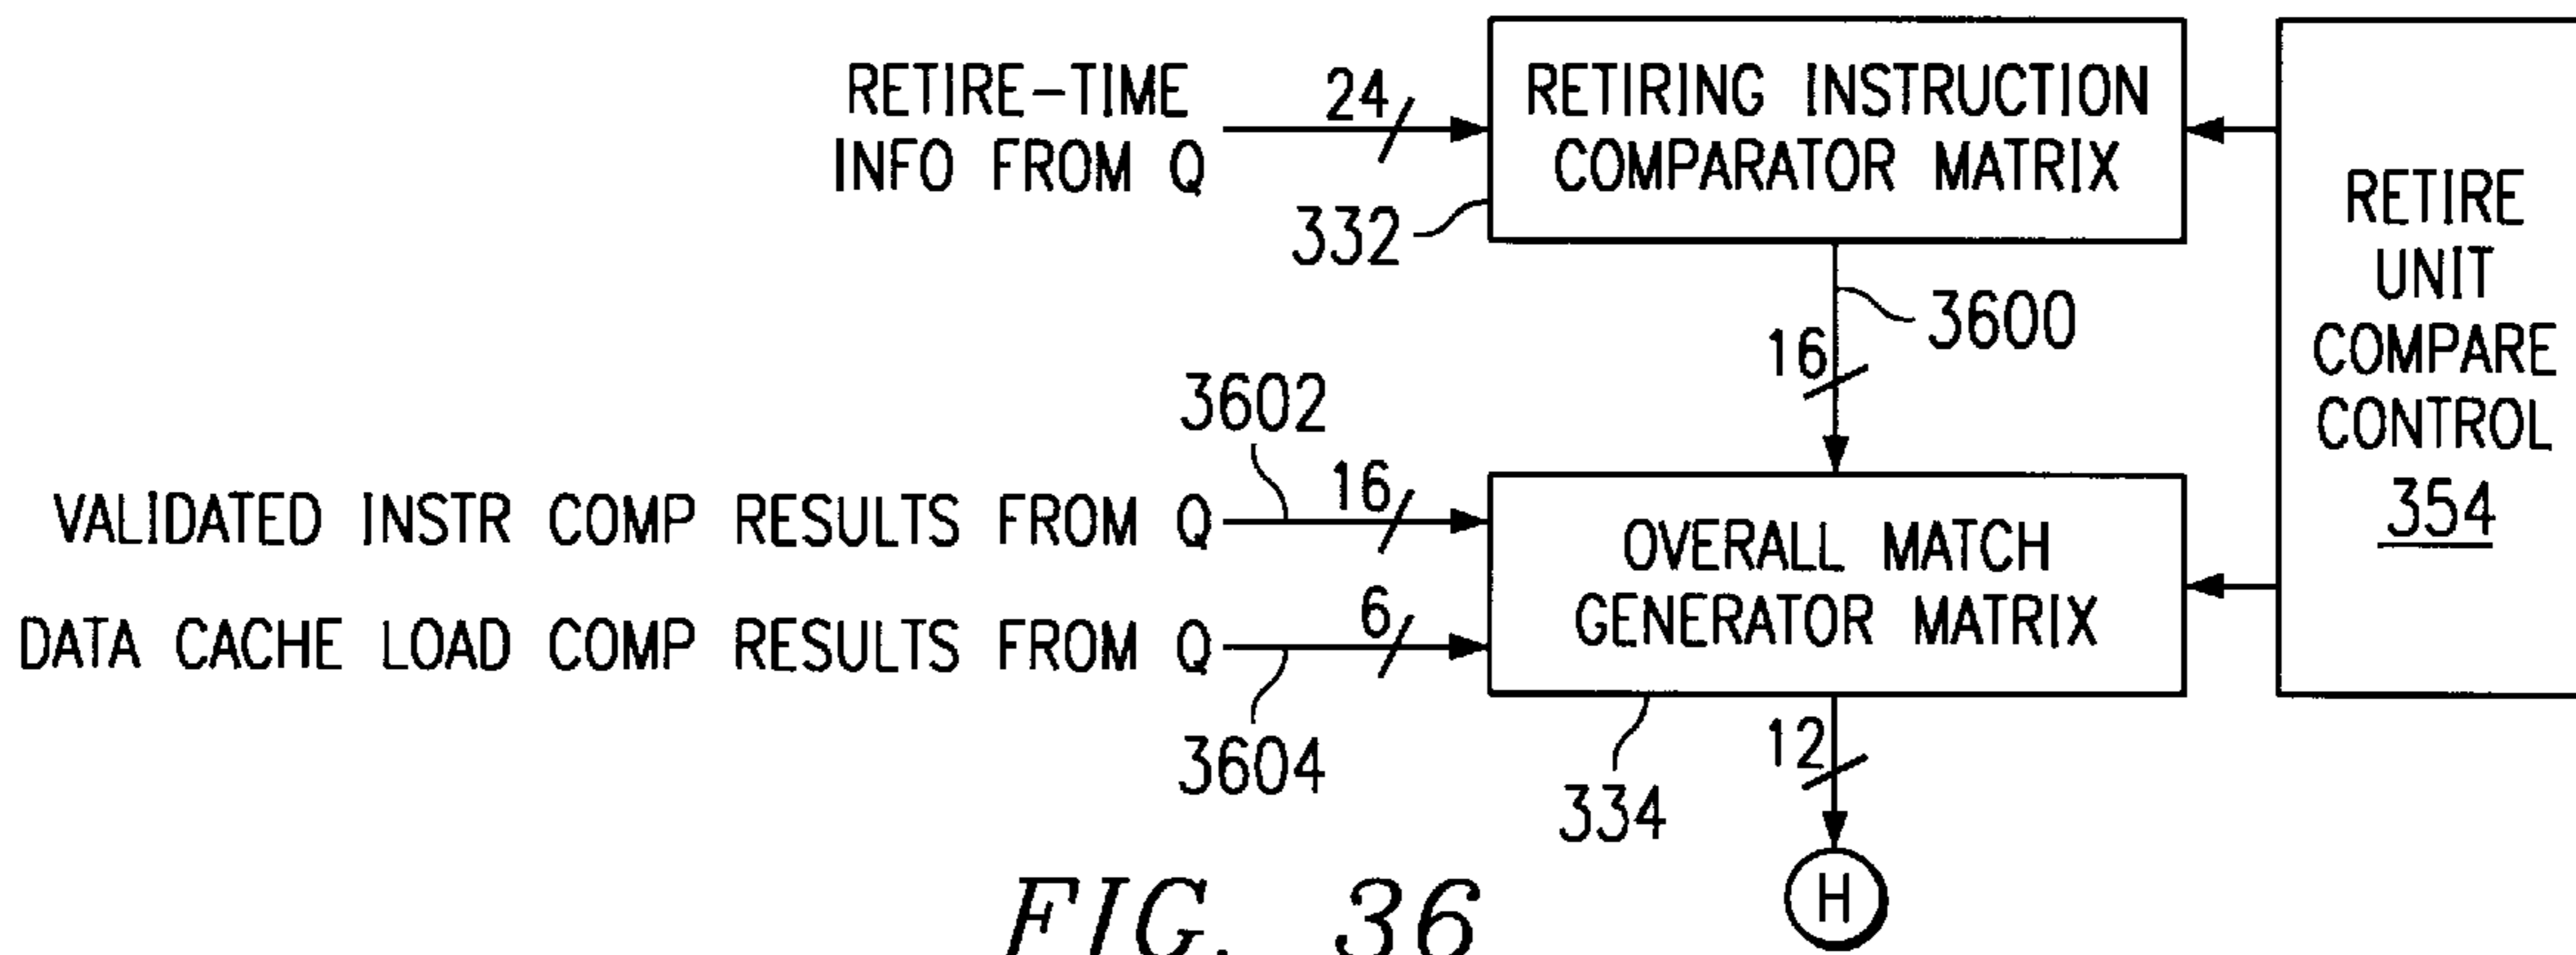 RETIRE-TIME
INFO FROM Q
24
RETIRING INSTRUCTION
COMPARATOR MATRIX
332
3600
16
RETIRE
UNIT
COMPARE
CONTROL
354
3602
VALIDATED INSTR COMP RESULTS FROM Q
16
DATA CACHE LOAD COMP RESULTS FROM Q
6
3604
OVERALL MATCH
GENERATOR MATRIX
334
12
H
FIG. 36